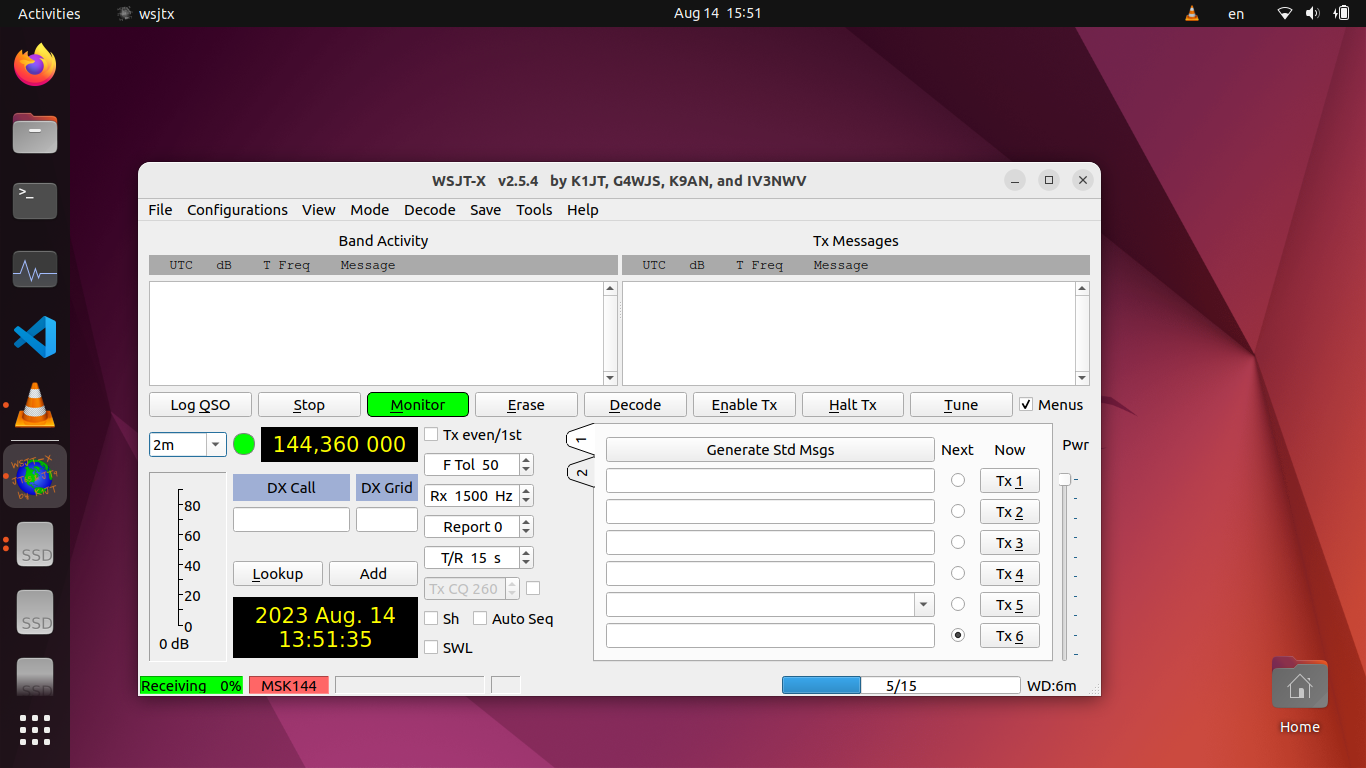 Activities
wsjtx
Aug 14 15:51
en
WSJT-X v2.5.4 by K1JT, G4WJS, K9AN, and IV3NWV
File Configurations View Mode Decode Save Tools Help
Band Activity
Tx Messages
UTC dB T Freq Message
UTC dB T Freq Message
Log QSO
Stop
Monitor
Erase
Decode
Enable Tx
Halt Tx
Tune
Menus
2m
144,360 000
Tx even/1st
1
2
Generate Std Msgs
Next
Now
Pwr
F Tol 50
DX Call
DX Grid
Rx 1500 Hz
Report 0
T/R 15 s
Tx CQ 260
Lookup
Add
Tx 1
Tx 2
Tx 3
Tx 4
Tx 5
Tx 6
80
60
40
20
0
0 dB
2023 Aug. 14
13:51:35
Sh
Auto Seq
SWL
Receiving 0%
MSK144
5/15
WD:6m
>_
WSJT-X
by K1JT
SSD
SSD
SSD
Home